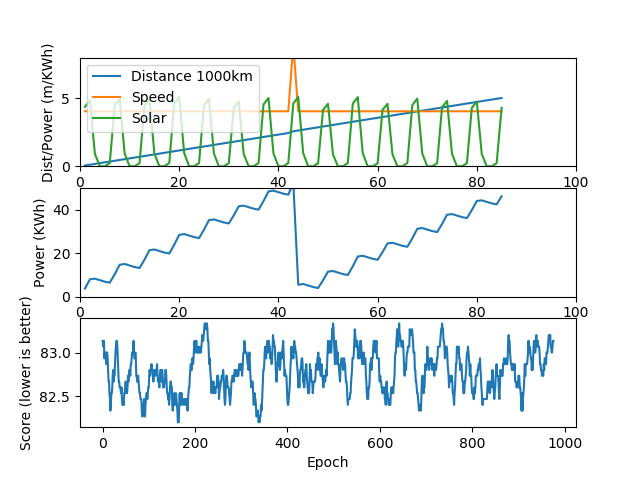 Dist/Power (m/KWh)
5
0
Distance 1000km
Speed
Solar
0 20 40 60 80 100
Power (KWh)
40
20
0
0 20 40 60 80 100
Score (lower is better)
83.0
82.5
0 200 400 600 800 1000
Epoch